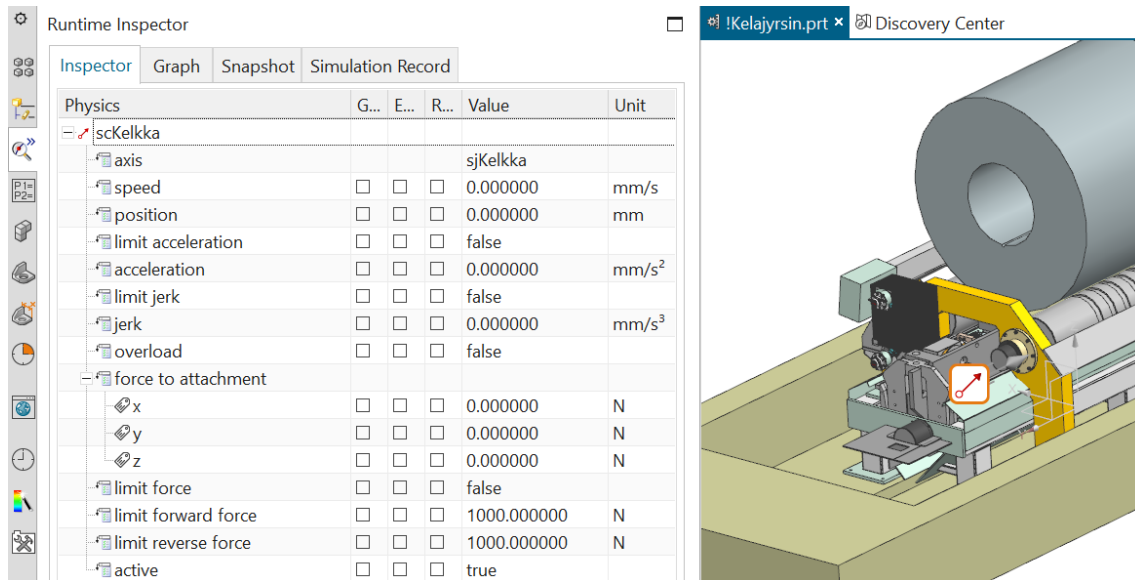 Runtime Inspector
!Kelajyrsin.prt × Discovery Center
Inspector Graph Snapshot Simulation Record
Physics G... E... R... Value Unit
scKelkka
axis sjKelkka
speed 0.000000 mm/s
position 0.000000 mm
limit acceleration false
acceleration 0.000000 mm/s²
limit jerk false
jerk 0.000000 mm/s³
overload false
force to attachment
x 0.000000 N
y 0.000000 N
z 0.000000 N
limit force false
limit forward force 1000.000000 N
limit reverse force 1000.000000 N
active true
P1=
P2=